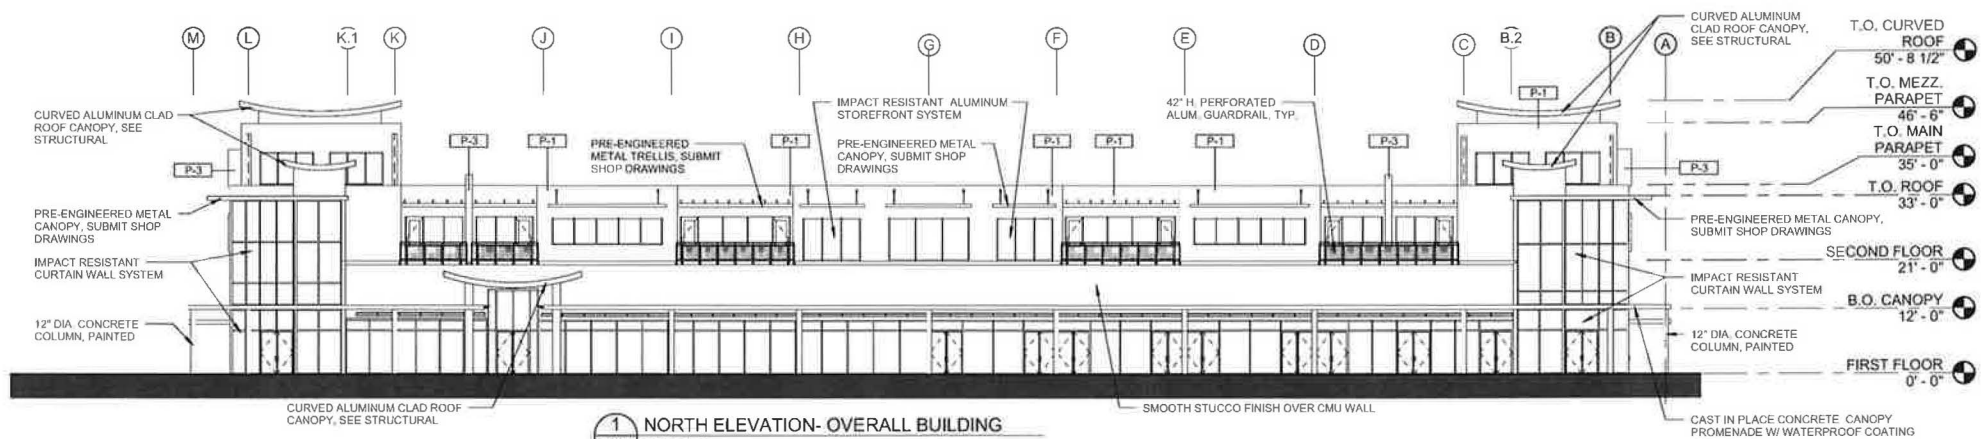 M
L
K.1
K
J
I
H
G
F
E
D
C
B.2
B
A
CURVED ALUMINUM
CLAD ROOF CANOPY,
SEE STRUCTURAL
T.O. CURVED
ROOF
50' - 8 1/2"
T.O. MEZZ.
PARAPET
46' - 6"
T.O. MAIN
PARAPET
35' - 0"
T.O. ROOF
33' - 0"
SECOND FLOOR
21' - 0"
B.O. CANOPY
12' - 0"
FIRST FLOOR
0' - 0"
CURVED ALUMINUM CLAD
ROOF CANOPY, SEE
STRUCTURAL
P-3
PRE-ENGINEERED METAL
CANOPY, SUBMIT SHOP
DRAWINGS
IMPACT RESISTANT
CURTAIN WALL SYSTEM
12" DIA. CONCRETE
COLUMN, PAINTED
P-3
P-1
PRE-ENGINEERED
METAL TRELLIS, SUBMIT
SHOP DRAWINGS
P-1
IMPACT RESISTANT ALUMINUM
STOREFRONT SYSTEM
PRE-ENGINEERED METAL
CANOPY, SUBMIT SHOP
DRAWINGS
P-1
P-1
42" H. PERFORATED
ALUM. GUARDRAIL, TYP.
P-1
P-3
P-1
P-3
PRE-ENGINEERED METAL CANOPY,
SUBMIT SHOP DRAWINGS
IMPACT RESISTANT
CURTAIN WALL SYSTEM
12" DIA. CONCRETE
COLUMN, PAINTED
CURVED ALUMINUM CLAD ROOF
CANOPY, SEE STRUCTURAL
1
NORTH ELEVATION- OVERALL BUILDING
SMOOTH STUCCO FINISH OVER CMU WALL
CAST IN PLACE CONCRETE CANOPY
PROMENADE W/ WATERPROOF COATING